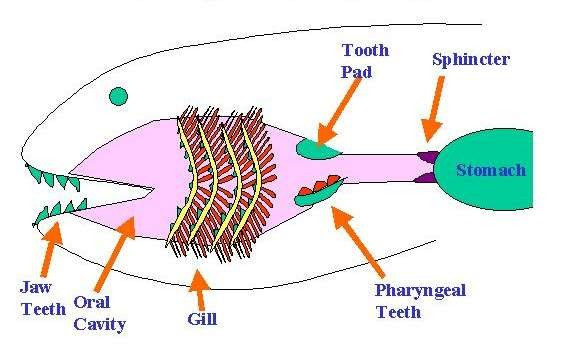 Tooth
Pad
Sphincter
Stomach
Jaw
Teeth
Oral
Cavity
Gill
Pharyngeal
Teeth